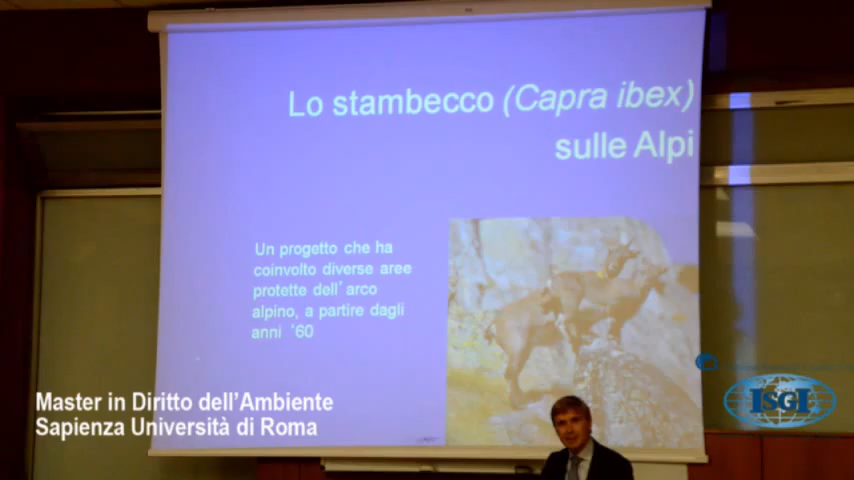 Lo stambecco (Capra ibex)
sulle Alpi
Un progetto che ha
coinvolto diverse aree
protette dell' arco
alpino, a partire dagli
anni '60
Master in Diritto dell'Ambiente
Sapienza Università di Roma
ISGI